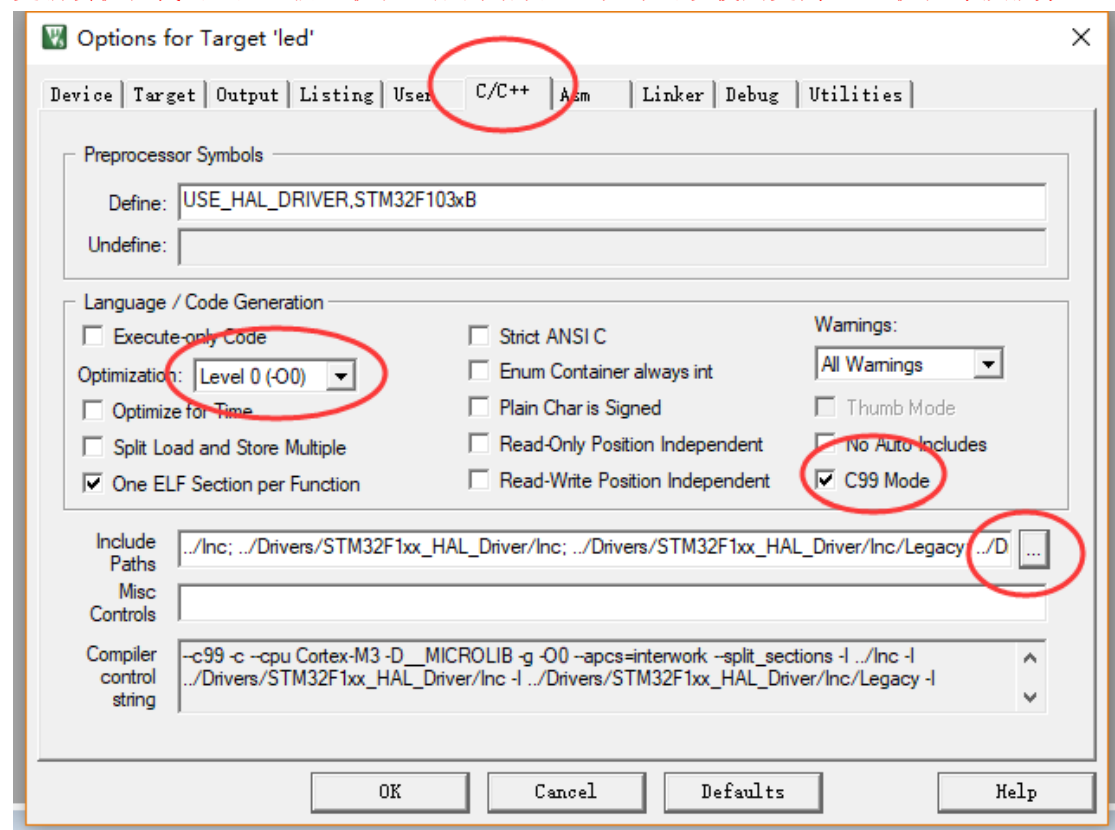 Options for Target 'led'
Device Target Output Listing User C/C++ Asm Linker Debug Utilities
Preprocessor Symbols
Define: USE_HAL_DRIVER,STM32F103xB
Undefine:
Language / Code Generation
Execute-only Code
Strict ANSI C
Warnings:
Optimization: Level 0 (-O0)
Enum Container always int
All Warnings
Optimize for Time
Plain Char is Signed
Thumb Mode
Split Load and Store Multiple
Read-Only Position Independent
No Auto Includes
One ELF Section per Function
Read-Write Position Independent
C99 Mode
Include Paths
../Inc; ../Drivers/STM32F1xx_HAL_Driver/Inc; ../Drivers/STM32F1xx_HAL_Driver/Inc/Legacy; ../D
...
Misc Controls
Compiler control string
--c99 -c --cpu Cortex-M3 -D__MICROLIB -g -O0 --apcs=interwork --split_sections -I ../Inc -I
../Drivers/STM32F1xx_HAL_Driver/Inc -I ../Drivers/STM32F1xx_HAL_Driver/Inc/Legacy -I
OK Cancel Defaults Help